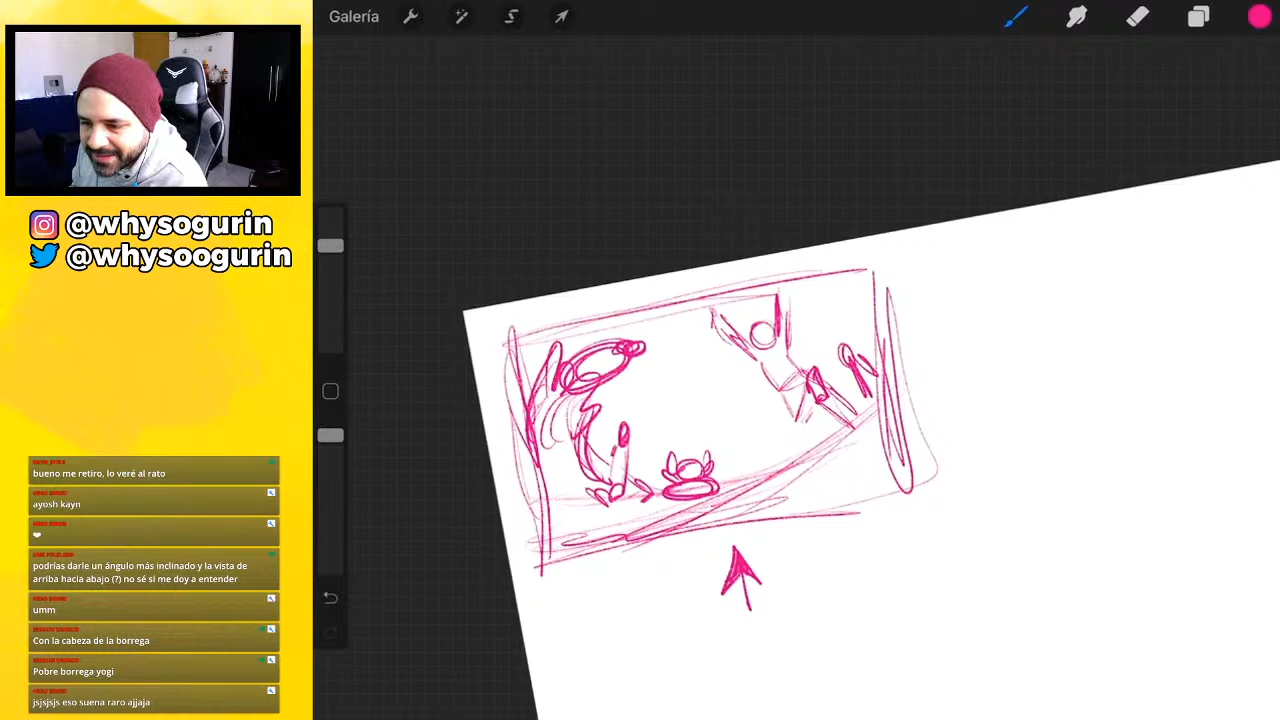 Galería
@whysogurin
@whysoogurin
bueno me retiro, lo veré al rato
ayosh kayn
podrías darle un ángulo más inclinado y la vista de
arriba hacia abajo (?) no sé si me doy a entender
umm
Con la cabeza de la borrega
Pobre borrega yogi
jsjsjsjs eso suena raro ajjaja